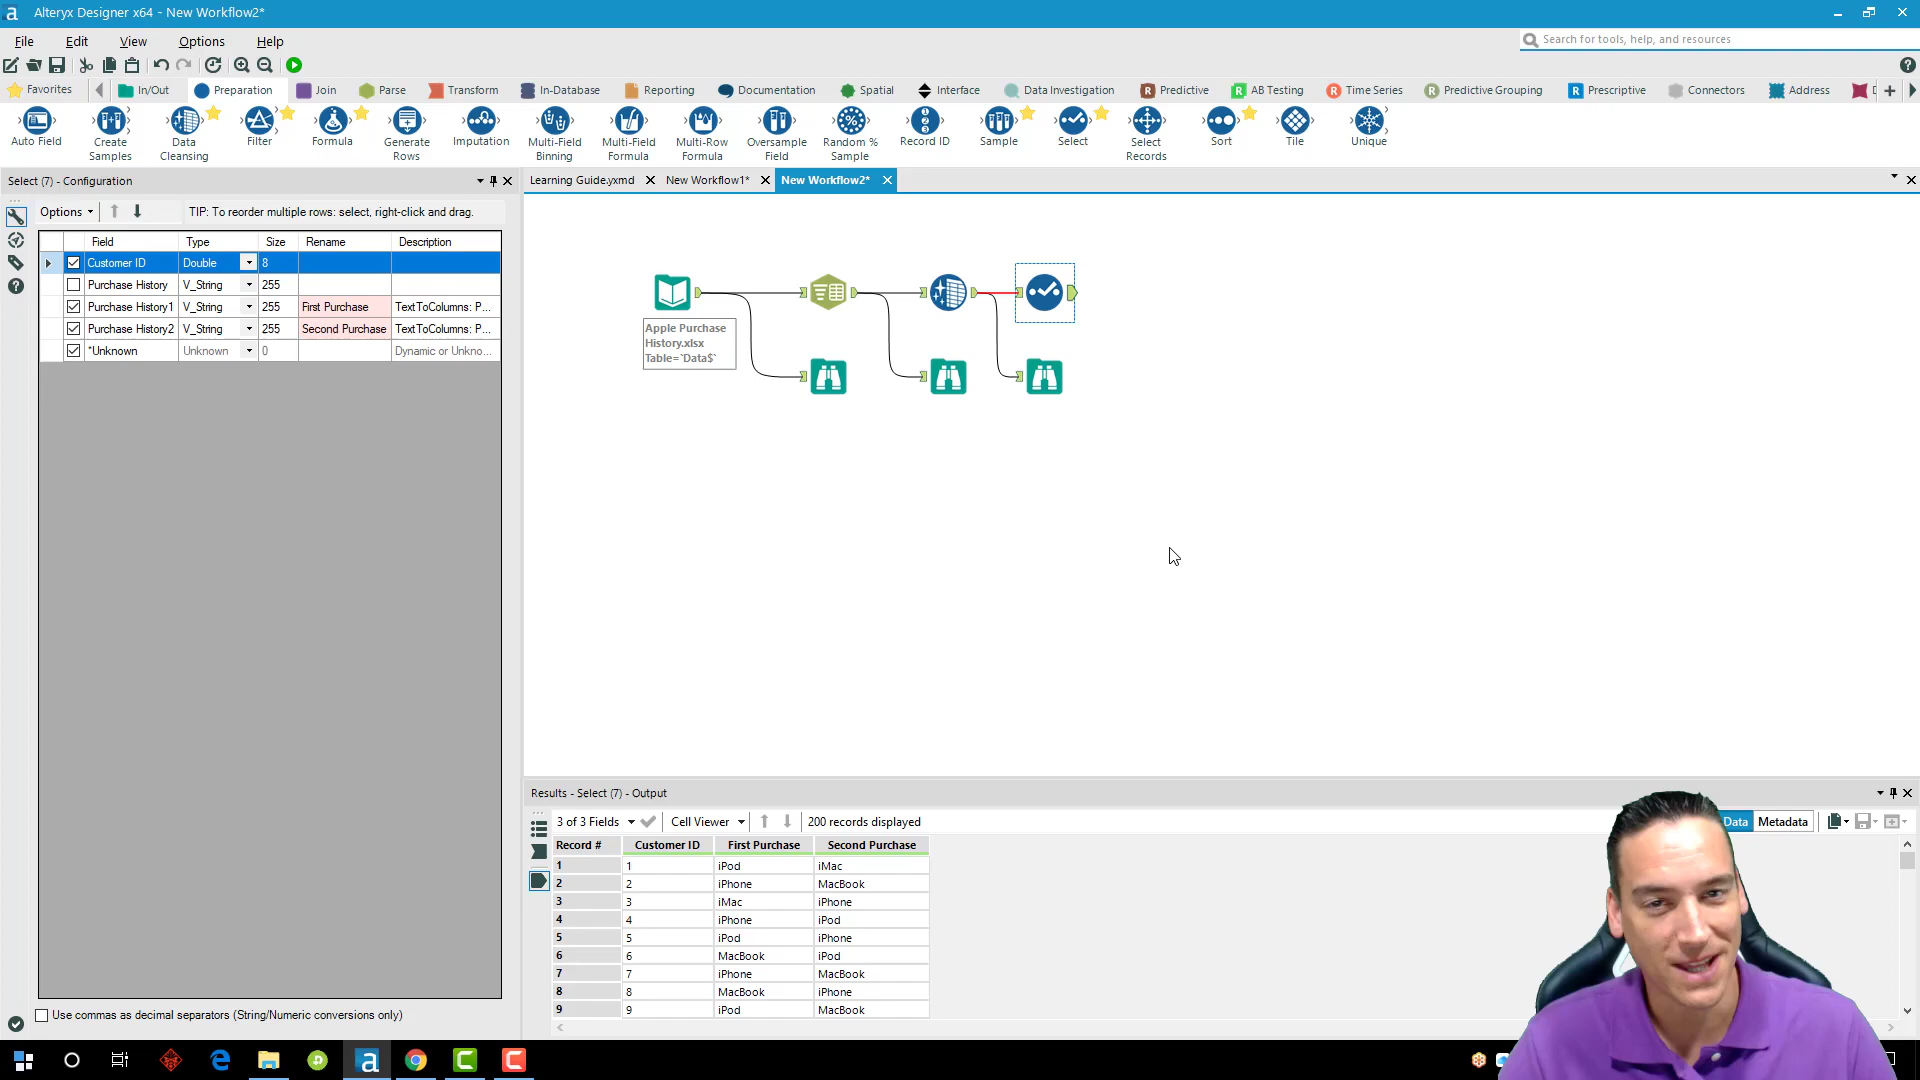 Alteryx Designer x64 - New Workflow2*
File Edit View Options Help
Search for tools, help, and resources
Favorites In/Out Preparation Join Parse Transform In-Database Reporting Documentation Spatial Interface Data Investigation Predictive AB Testing Time Series Predictive Grouping Prescriptive Connectors Address
Auto Field Create Samples Data Cleansing Filter Formula Generate Rows Imputation Multi-Field Binning Multi-Field Formula Multi-Row Formula Oversample Field Random % Sample Record ID Sample Select Select Records Sort Tile Unique
Select (7) - Configuration
Learning Guide.yxmd New Workflow1* New Workflow2*
Options TIP: To reorder multiple rows: select, right-click and drag.
Field Type Size Rename Description
Customer ID Double 8
Purchase History V_String 255
Purchase History1 V_String 255 First Purchase TextToColumns: P...
Purchase History2 V_String 255 Second Purchase TextToColumns: P...
*Unknown Unknown 0 Dynamic or Unkno...
Use commas as decimal separators (String/Numeric conversions only)
Apple Purchase
History.xlsx
Table=`Data$`
Results - Select (7) - Output
3 of 3 Fields Cell Viewer 200 records displayed Data Metadata
Record # Customer ID First Purchase Second Purchase
1 1 iPod iMac
2 2 iPhone MacBook
3 3 iMac iPhone
4 4 iPhone iPod
5 5 iPod iPhone
6 6 MacBook iPod
7 7 iPhone MacBook
8 8 MacBook iPhone
9 9 iPod MacBook